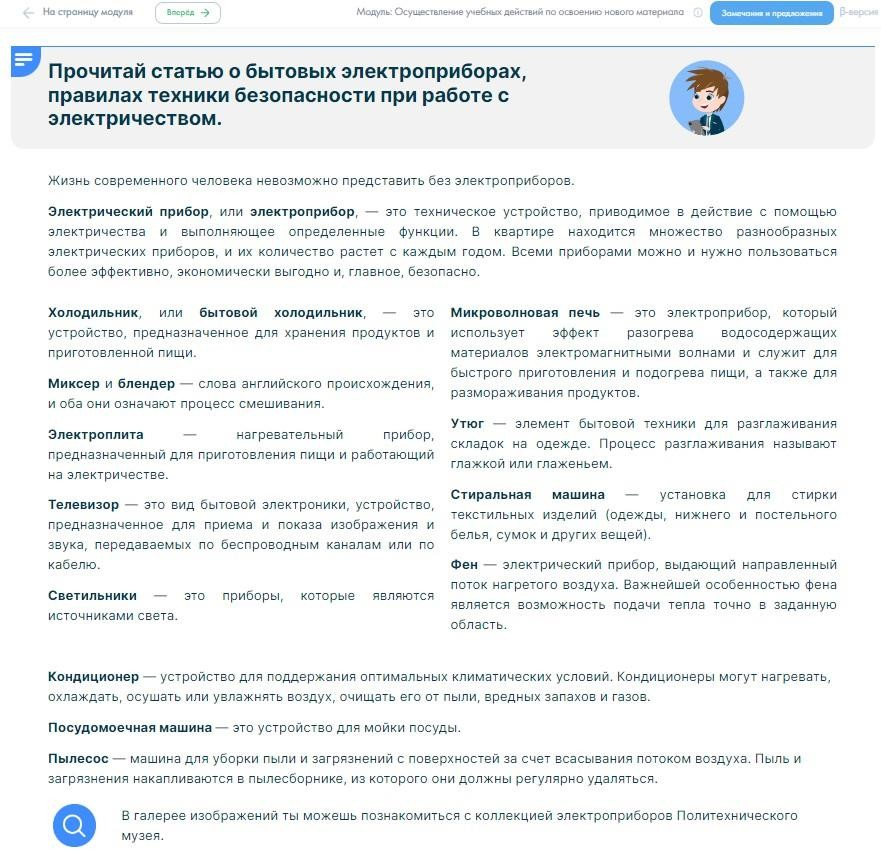 На страницу модуля
Вперёд
Модуль: Осуществление учебных действий по освоению нового материала
Замечания и предложения
β-версия
Прочитай статью о бытовых электроприборах,
правилах техники безопасности при работе с
электричеством.
Жизнь современного человека невозможно представить без электроприборов.
Электрический прибор, или электроприбор, — это техническое устройство, приводимое в действие с помощью
электричества и выполняющее определенные функции. В квартире находится множество разнообразных
электрических приборов, и их количество растет с каждым годом. Всеми приборами можно и нужно пользоваться
более эффективно, экономически выгодно и, главное, безопасно.
Холодильник, или бытовой холодильник, — это
устройство, предназначенное для хранения продуктов и
приготовленной пищи.
Миксер и блендер — слова английского происхождения,
и оба они означают процесс смешивания.
Электроплита — нагревательный прибор,
предназначенный для приготовления пищи и работающий
на электричестве.
Телевизор — это вид бытовой электроники, устройство,
предназначенное для приема и показа изображения и
звука, передаваемых по беспроводным каналам или по
кабелю.
Светильники — это приборы, которые являются
источниками света.
Микроволновая печь — это электроприбор, который
использует эффект разогрева водосодержащих
материалов электромагнитными волнами и служит для
быстрого приготовления и подогрева пищи, а также для
размораживания продуктов.
Утюг — элемент бытовой техники для разглаживания
складок на одежде. Процесс разглаживания называют
глажкой или глаженьем.
Стиральная машина — установка для стирки
текстильных изделий (одежды, нижнего и постельного
белья, сумок и других вещей).
Фен — электрический прибор, выдающий направленный
поток нагретого воздуха. Важнейшей особенностью фена
является возможность подачи тепла точно в заданную
область.
Кондиционер — устройство для поддержания оптимальных климатических условий. Кондиционеры могут нагревать,
охлаждать, осушать или увлажнять воздух, очищать его от пыли, вредных запахов и газов.
Посудомоечная машина — это устройство для мойки посуды.
Пылесос — машина для уборки пыли и загрязнений с поверхностей за счет всасывания потоком воздуха. Пыль и
загрязнения накапливаются в пылесборнике, из которого они должны регулярно удаляться.
В галерее изображений ты можешь познакомиться с коллекцией электроприборов Политехнического
музея.